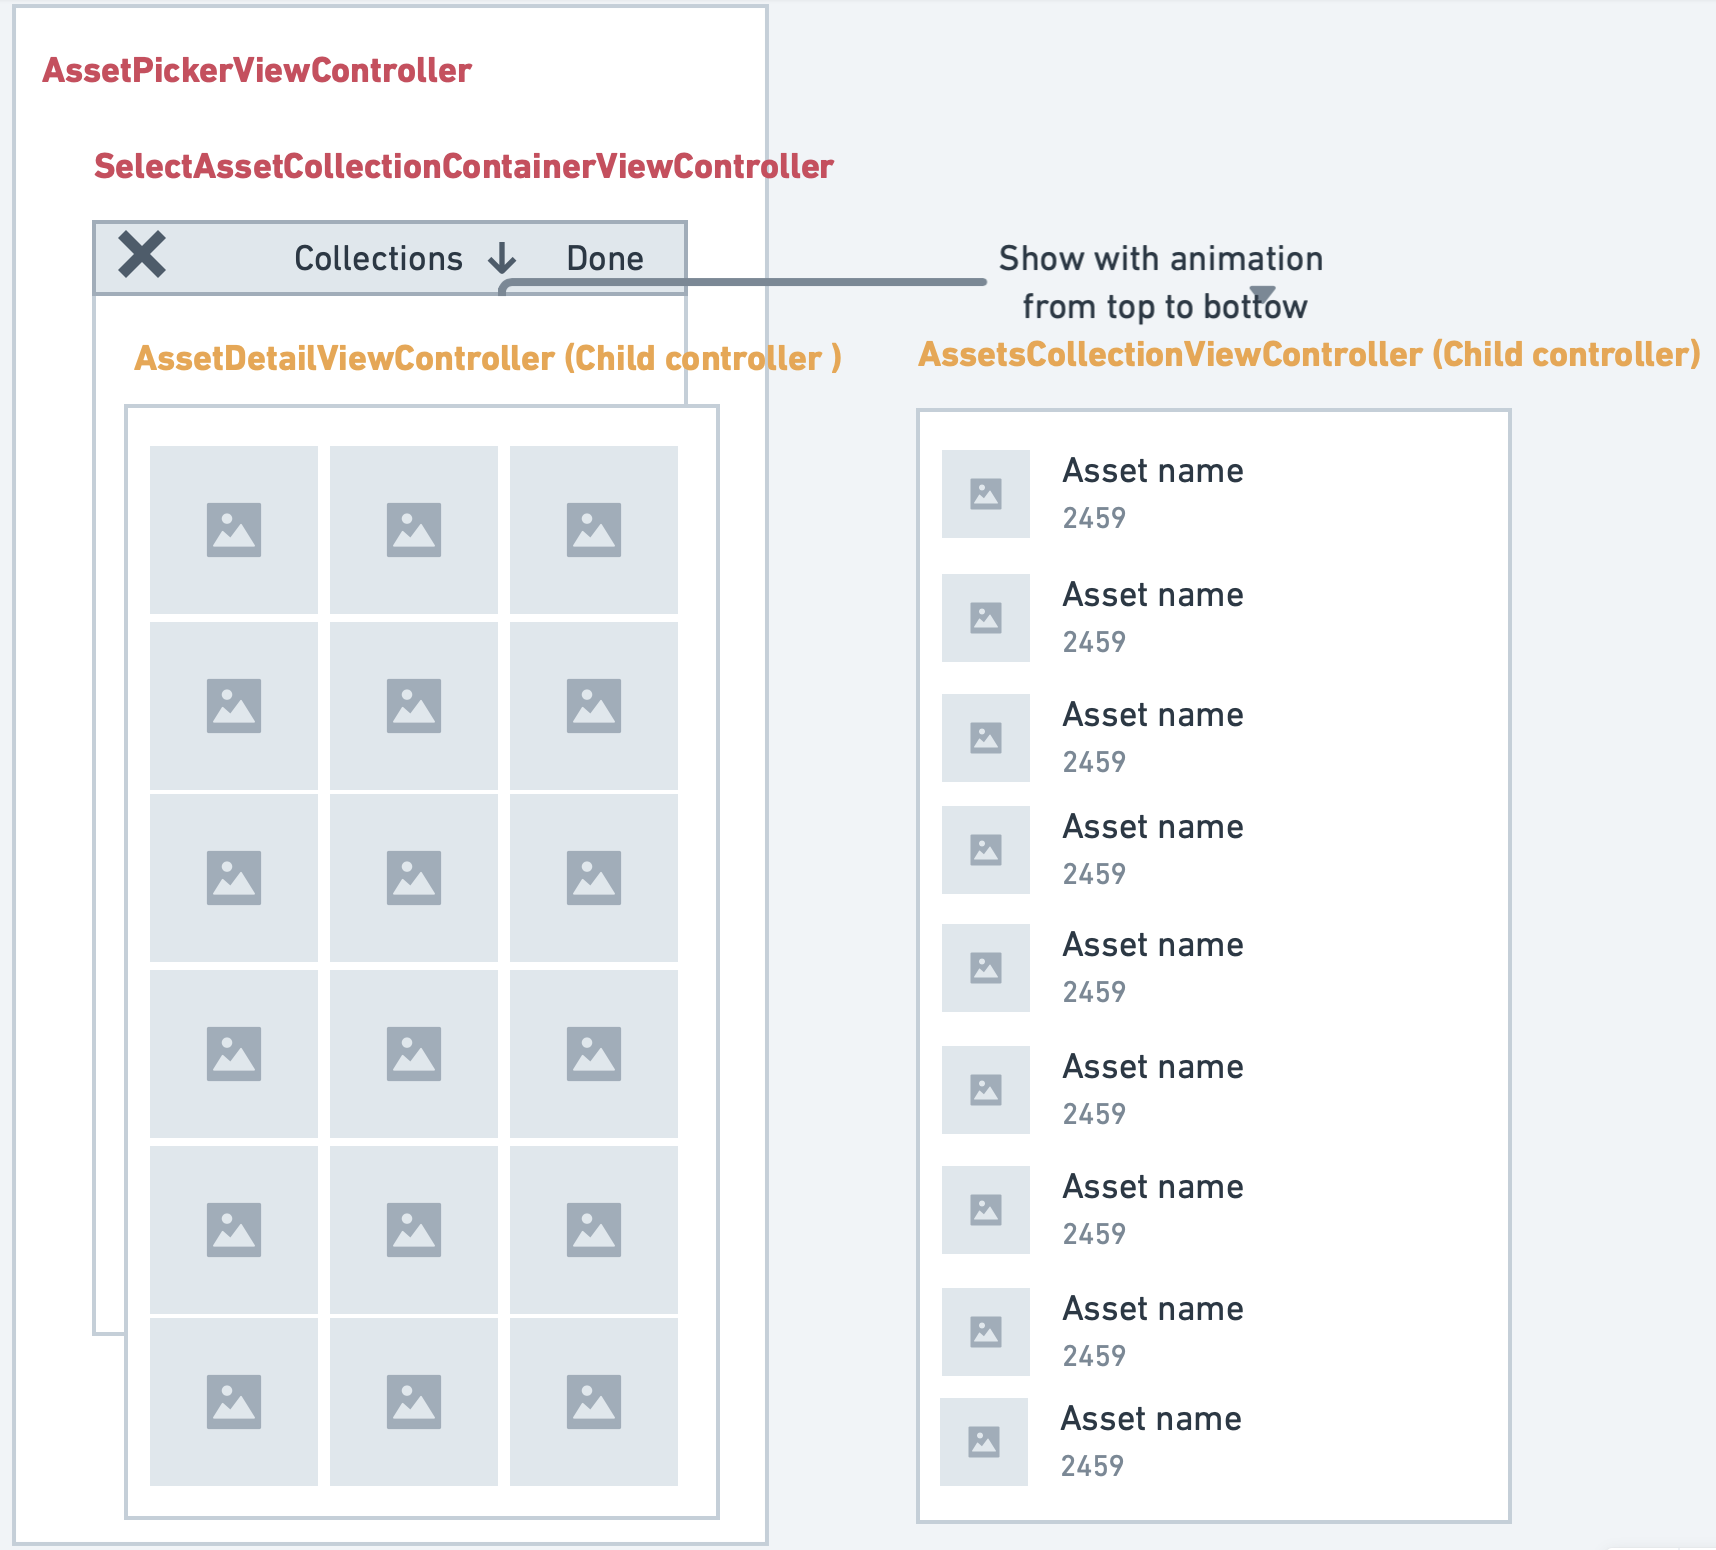 AssetPickerViewController
SelectAssetCollectionContainerViewController
Collections
Done
Show with animation
from top to bottow
AssetDetailViewController (Child controller )
AssetsCollectionViewController (Child controller)
Asset name
2459
Asset name
2459
Asset name
2459
Asset name
2459
Asset name
2459
Asset name
2459
Asset name
2459
Asset name
2459
Asset name
2459